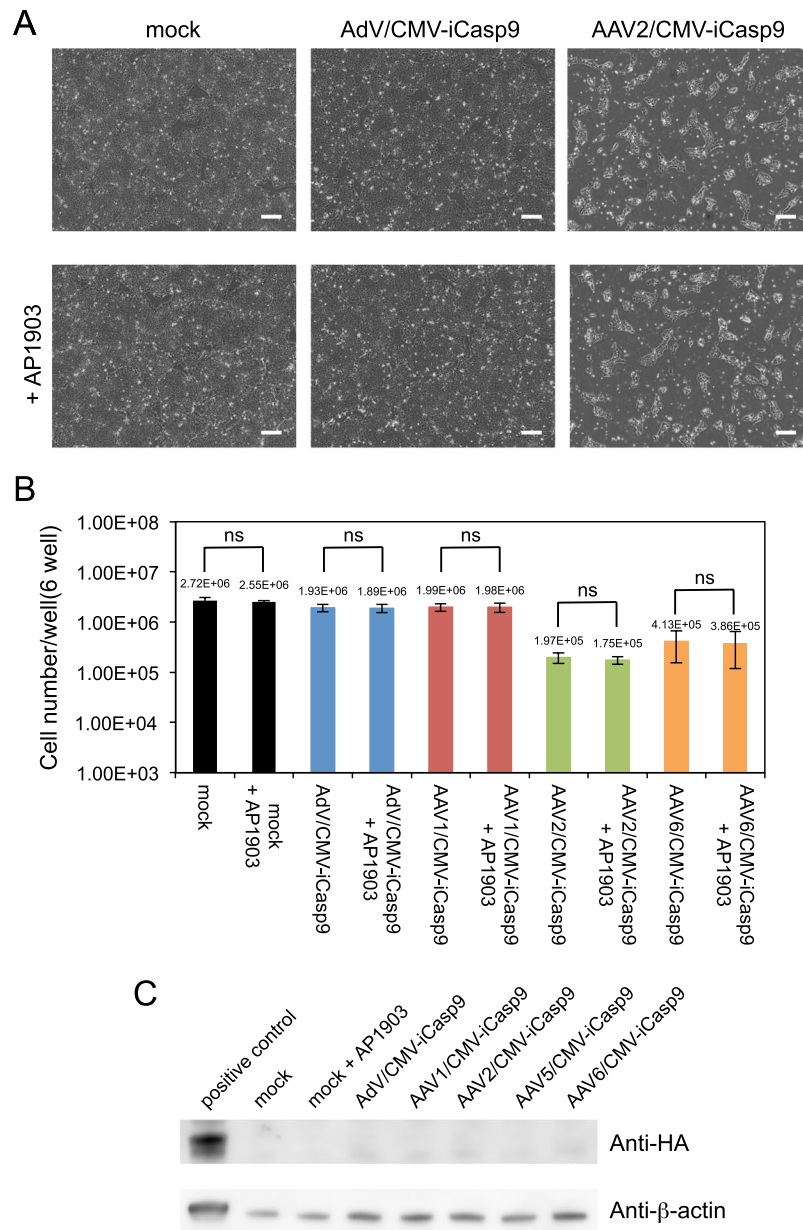 A
mock
AdV/CMV-iCasp9
AAV2/CMV-iCasp9
+ AP1903
B
Cell number/well(6 well)
1.00E+08
1.00E+07
1.00E+06
1.00E+05
1.00E+04
1.00E+03
ns
ns
ns
ns
ns
2.72E+06
2.55E+06
1.93E+06
1.89E+06
1.99E+06
1.98E+06
1.97E+05
1.75E+05
4.13E+05
3.86E+05
mock
mock
+ AP1903
AdV/CMV-iCasp9
AdV/CMV-iCasp9
+ AP1903
AAV1/CMV-iCasp9
AAV1/CMV-iCasp9
+ AP1903
AAV2/CMV-iCasp9
AAV2/CMV-iCasp9
+ AP1903
AAV6/CMV-iCasp9
AAV6/CMV-iCasp9
+ AP1903
C
positive control
mock
mock + AP1903
AdV/CMV-iCasp9
AAV1/CMV-iCasp9
AAV2/CMV-iCasp9
AAV5/CMV-iCasp9
AAV6/CMV-iCasp9
Anti-HA
Anti-β-actin